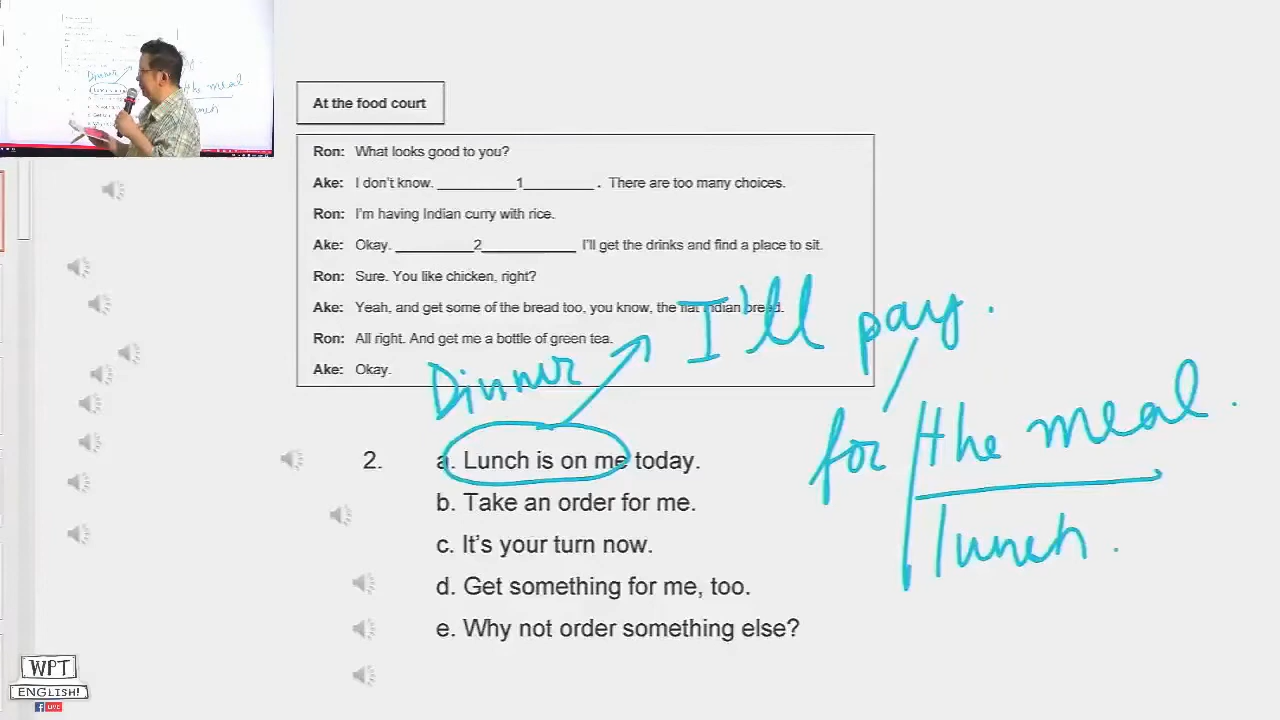 At the food court
Ron: What looks good to you?
Ake: I don't know. __________1_________ . There are too many choices.
Ron: I'm having Indian curry with rice.
Ake: Okay. __________2____________ I'll get the drinks and find a place to sit.
Ron: Sure. You like chicken, right?
Ake: Yeah, and get some of the bread too, you know, the flat Indian bread.
Ron: All right. And get me a bottle of green tea.
Ake: Okay.
I'll pay.
Dinner
for the meal.
lunch.
2. a. Lunch is on me today.
b. Take an order for me.
c. It's your turn now.
d. Get something for me, too.
e. Why not order something else?
WPT
ENGLISH!
LIVE